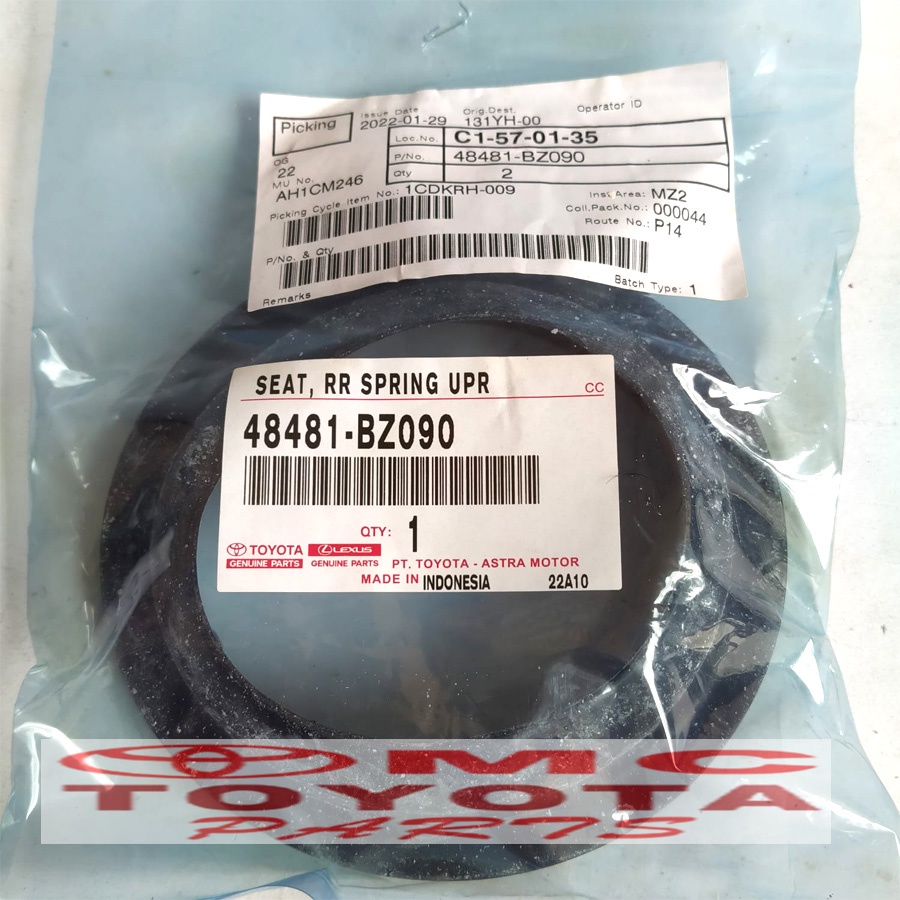 Picking
Issue Date
2022-01-29
Orig.Dest.
131YH-00
Operator ID
Loc.No. C1-57-01-35
P/No. 48481-BZ090
Qty 2
QG
22
MU No.
AH1CM246
Picking Cycle Item No.: 1CDKRH-009
Inst Area: MZ2
Coll.Pack.No.: 000044
Route No.: P14
P/No. & Qty
Remarks
Batch Type: 1
SEAT, RR SPRING UPR
CC
48481-BZ090
QTY: 1
TOYOTA
GENUINE PARTS
LEXUS
GENUINE PARTS
PT. TOYOTA - ASTRA MOTOR
MADE IN INDONESIA 22A10
OMC
TOYOTA
PARTS